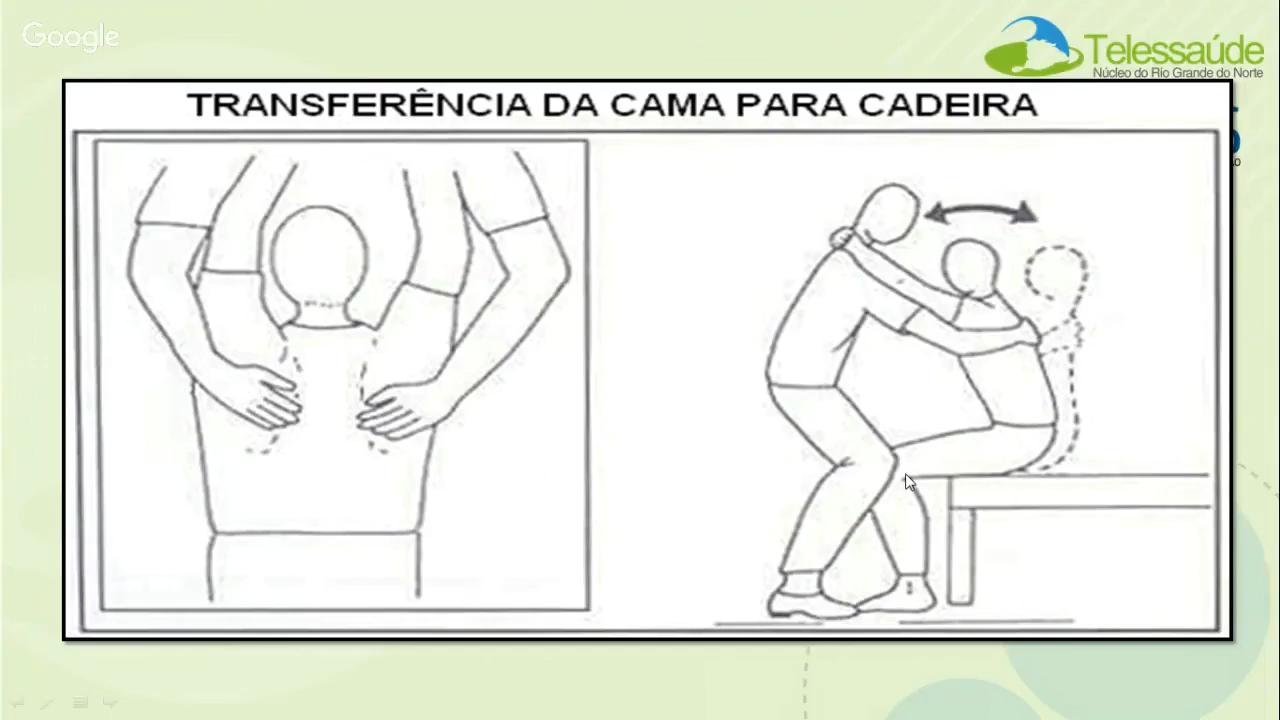 Google
Telessaúde
Núcleo do Rio Grande do Norte
TRANSFERÊNCIA DA CAMA PARA CADEIRA